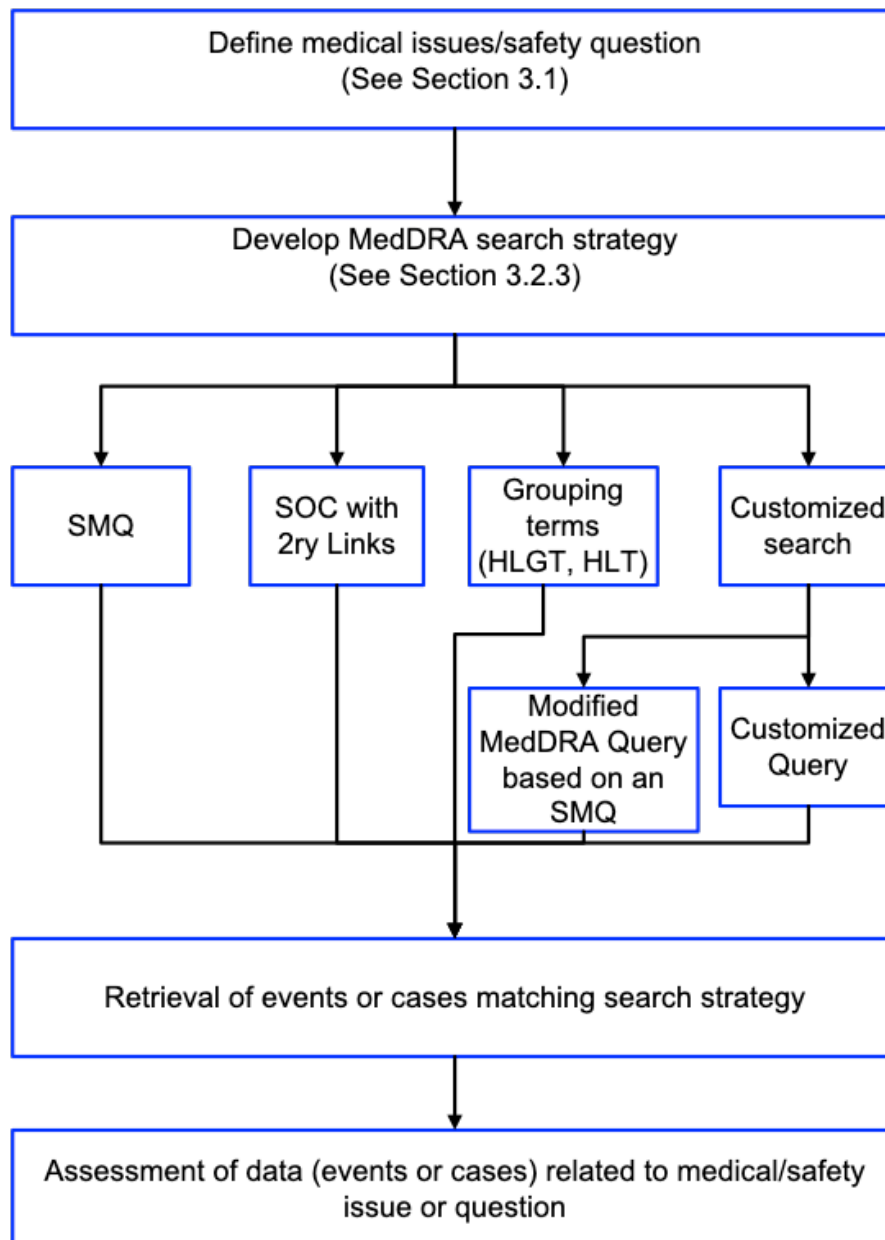 Define medical issues/safety question
(See Section 3.1)
Develop MedDRA search strategy
(See Section 3.2.3)
SMQ
SOC with
2ry Links
Grouping
terms
(HLGT, HLT)
Customized
search
Modified
MedDRA Query
based on an
SMQ
Customized
Query
Retrieval of events or cases matching search strategy
Assessment of data (events or cases) related to medical/safety
issue or question